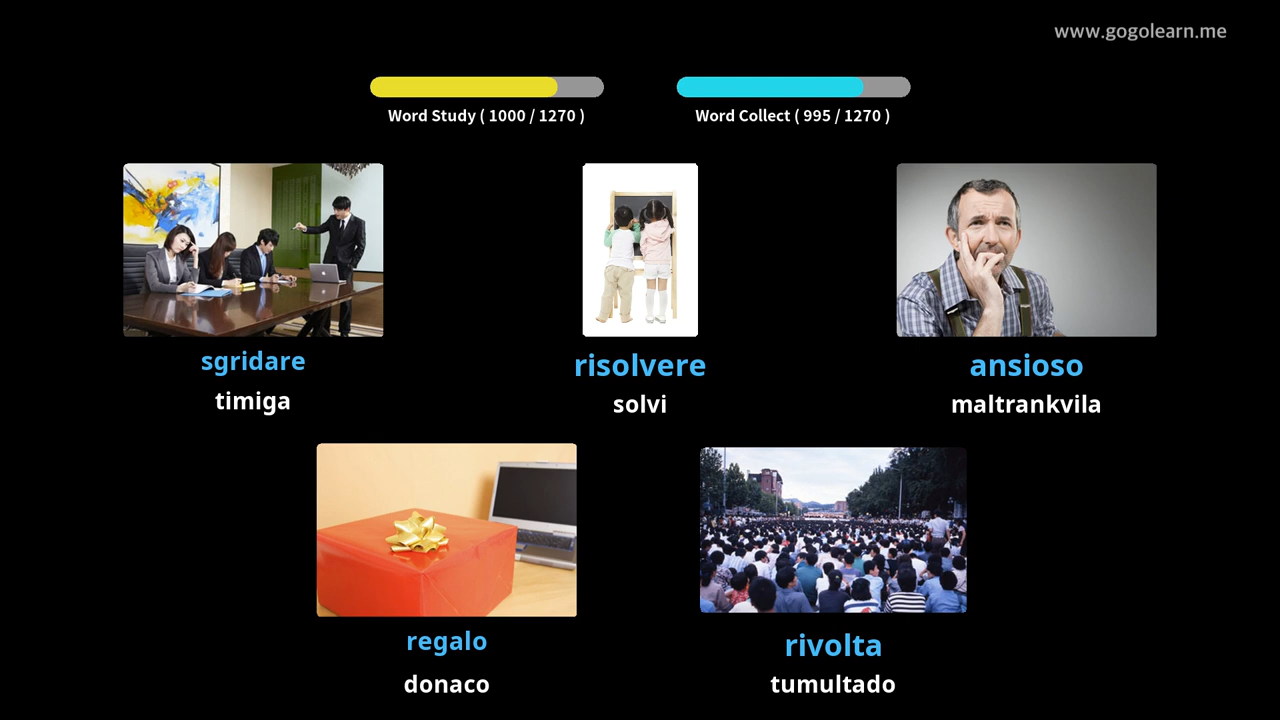 www.gogolearn.me
Word Study ( 1000 / 1270 )
Word Collect ( 995 / 1270 )
sgridare
timiga
risolvere
solvi
ansioso
maltrankvila
regalo
donaco
rivolta
tumultado